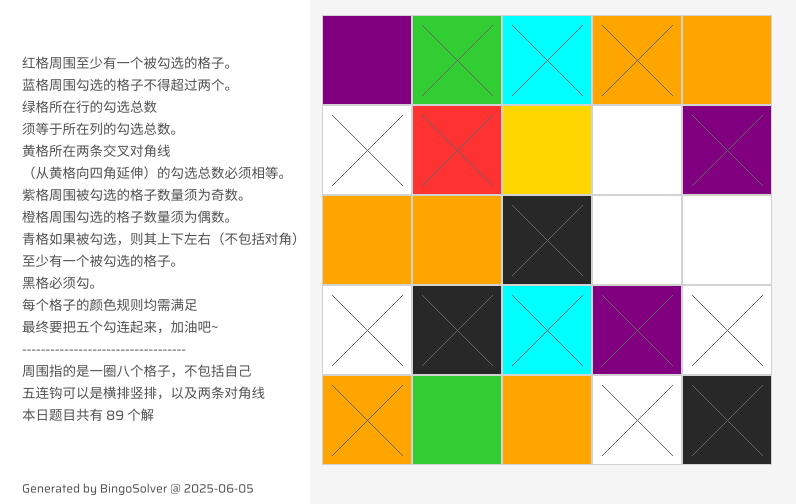 红格周围至少有一个被勾选的格子。
蓝格周围勾选的格子不得超过两个。
绿格所在行的勾选总数
须等于所在列的勾选总数。
黄格所在两条交叉对角线
（从黄格向四角延伸）的勾选总数必须相等。
紫格周围被勾选的格子数量须为奇数。
橙格周围勾选的格子数量须为偶数。
青格如果被勾选，则其上下左右（不包括对角）
至少有一个被勾选的格子。
黑格必须勾。
每个格子的颜色规则均需满足
最终要把五个勾连起来，加油吧~
-----------------------------------
周围指的是一圈八个格子，不包括自己
五连钩可以是横排竖排，以及两条对角线
本日题目共有 89 个解
Generated by BingoSolver @ 2025-06-05